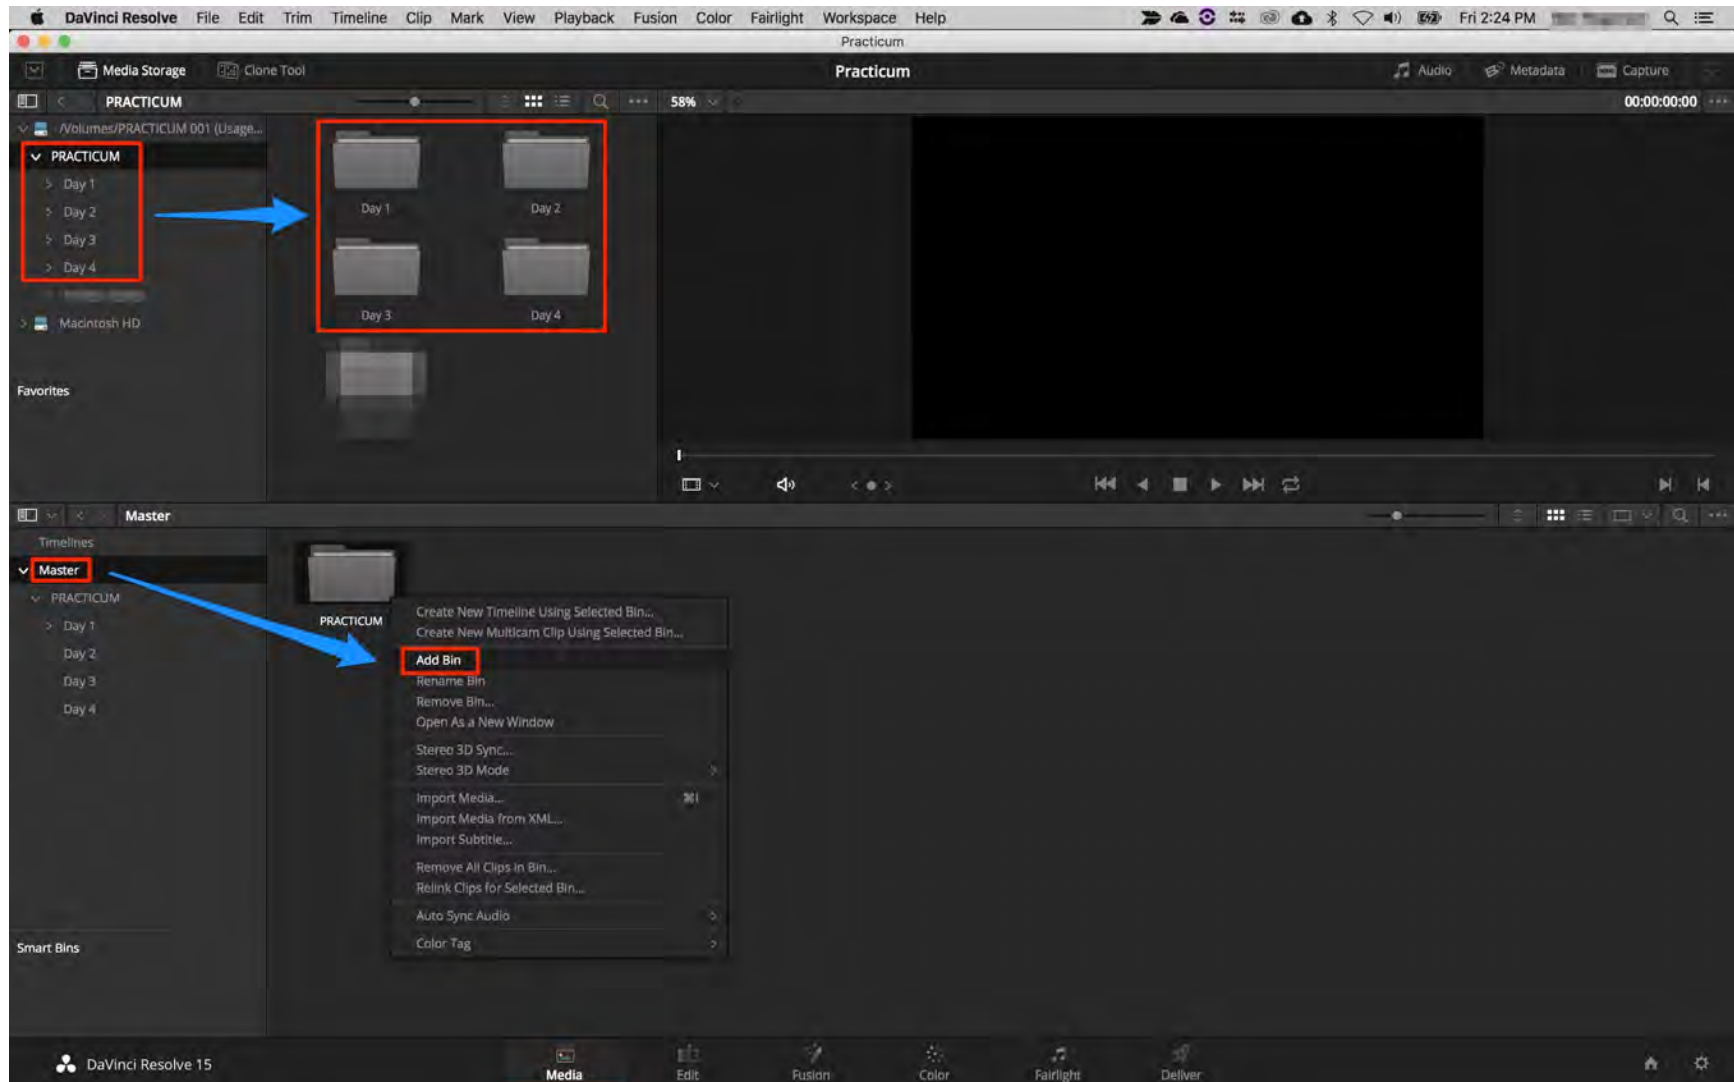 DaVinci Resolve File Edit Trim Timeline Clip Mark View Playback Fusion Color Fairlight Workspace Help Fri 2:24 PM
Practicum
Media Storage Clone Tool Practicum Audio Metadata Capture
PRACTICUM 58% 00:00:00:00
/Volumes/PRACTICUM 001 (Usage...
PRACTICUM
Day 1
Day 2
Day 3
Day 4
Macintosh HD
Favorites
Day 1 Day 2
Day 3 Day 4
Master
Timelines
Master
PRACTICUM
Day 1
Day 2
Day 3
Day 4
Smart Bins
PRACTICUM
Create New Timeline Using Selected Bin...
Create New Multicam Clip Using Selected Bin...
Add Bin
Rename Bin
Remove Bin...
Open As a New Window
Stereo 3D Sync...
Stereo 3D Mode
Import Media... ⌘I
Import Media from XML...
Import Subtitle...
Remove All Clips in Bin...
Relink Clips for Selected Bin...
Auto Sync Audio
Color Tag
DaVinci Resolve 15 Media Edit Fusion Color Fairlight Deliver